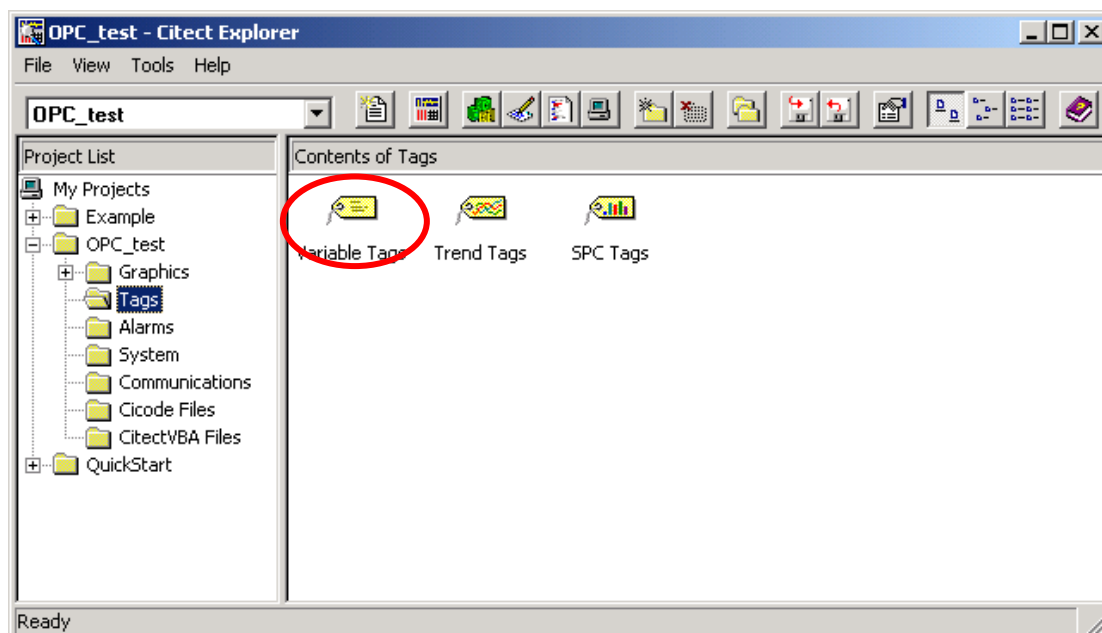 OPC_test - Citect Explorer
File View Tools Help
OPC_test
Project List
Contents of Tags
My Projects
Example
OPC_test
Graphics
Tags
Alarms
System
Communications
Cicode Files
CitectVBA Files
QuickStart
Variable Tags Trend Tags SPC Tags
Ready